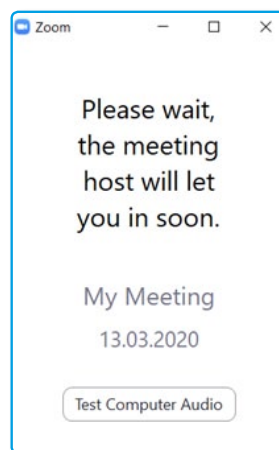 Zoom
Please wait,
the meeting
host will let
you in soon.
My Meeting
13.03.2020
Test Computer Audio